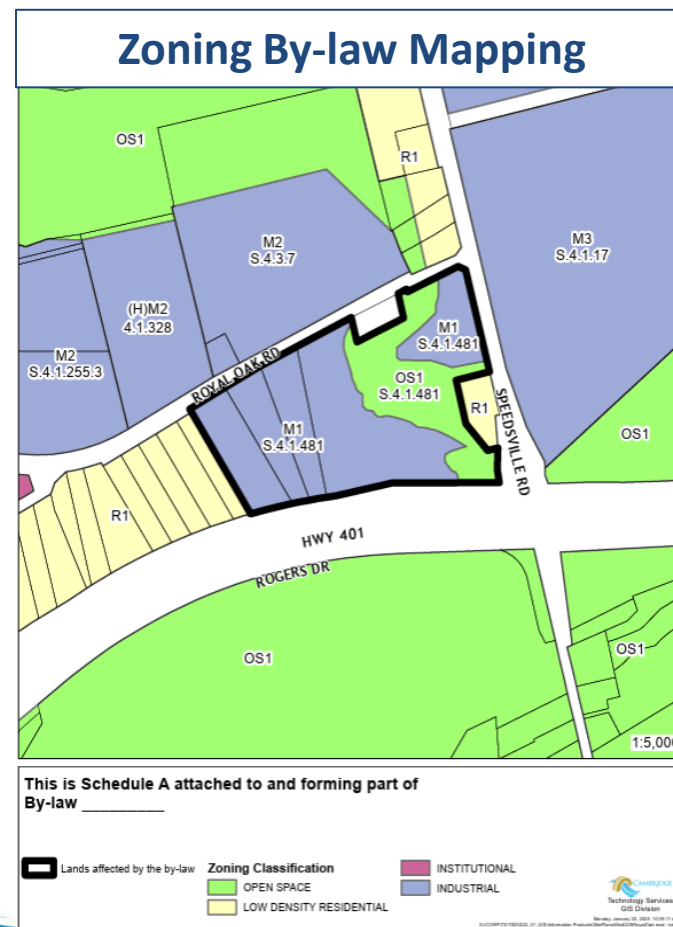 Zoning By-law Mapping
OS1
R1
M2
S.4.3.7
M3
S.4.1.17
(H)M2
4.1.328
M1
S.4.1.481
M2
S.4.1.255.3
ROYAL OAK RD
OS1
S.4.1.481
R1
SPEEDSVILLE RD
M1
S.4.1.481
OS1
R1
HWY 401
ROGERS DR
OS1
OS1
1:5,00
This is Schedule A attached to and forming part of
By-law _________
Lands affected by the by-law
Zoning Classification
OPEN SPACE
LOW DENSITY RESIDENTIAL
INSTITUTIONAL
INDUSTRIAL
CAMBRIDGE
Technology Services
GIS Division